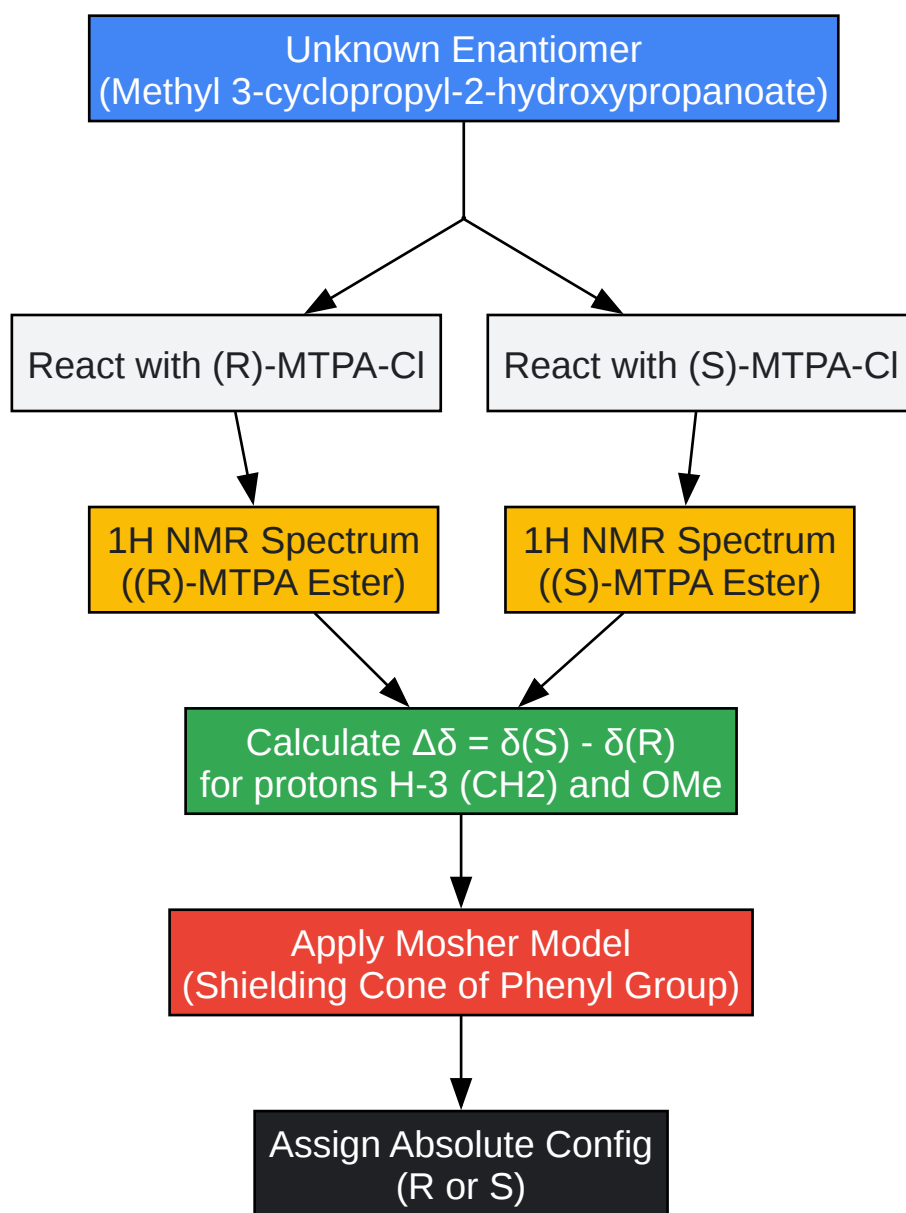 Unknown Enantiomer
(Methyl 3-cyclopropyl-2-hydroxypropanoate)
React with (R)-MTPA-Cl
React with (S)-MTPA-Cl
1H NMR Spectrum
((R)-MTPA Ester)
1H NMR Spectrum
((S)-MTPA Ester)
Calculate Δδ = δ(S) - δ(R)
for protons H-3 (CH2) and OMe
Apply Mosher Model
(Shielding Cone of Phenyl Group)
Assign Absolute Config
(R or S)